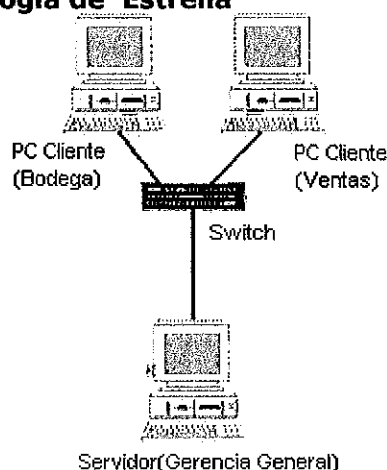 ogía de Estrella
PC Cliente
(Bodega)
PC Cliente
(Ventas)
Switch
Servidor(Gerencia General)